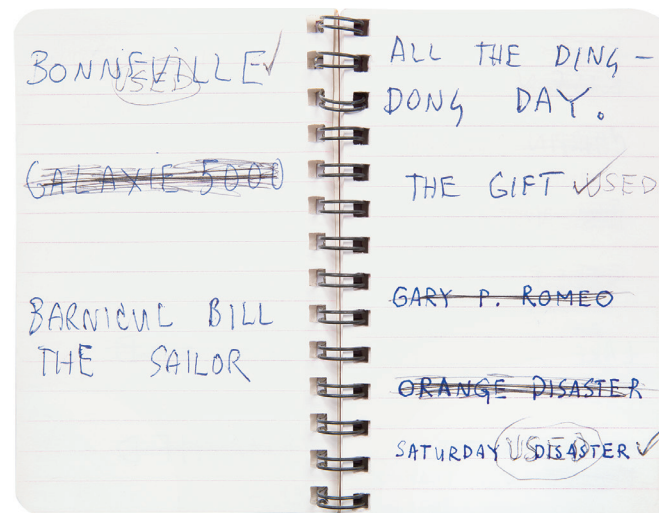 BONNEVILLE✓
USED
GALAXIE 500
BARNICUL BILL
THE SAILOR
ALL THE DING -
DONG DAY.
THE GIFT ✓USED
GARY P. ROMEO
ORANGE DISASTER
SATURDAY DISASTER ✓
USED